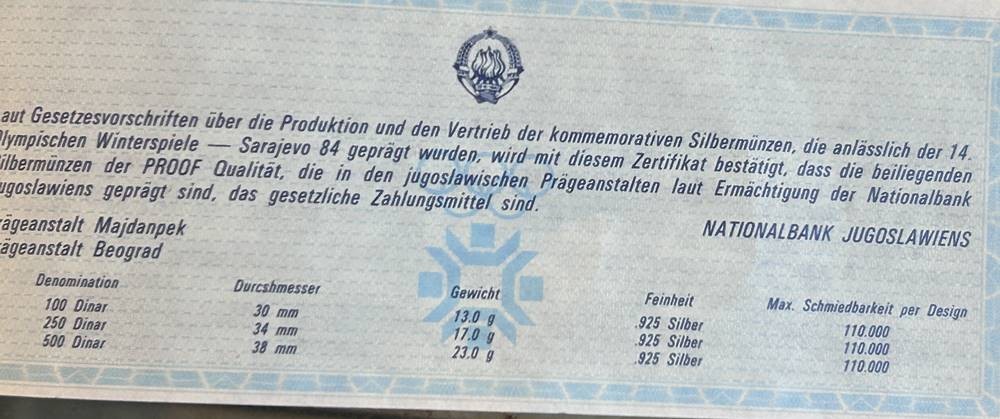 aut Gesetzesvorschriften über die Produktion und den Vertrieb der kommemorativen Silbermünzen, die anlässlich der 14.
lympischen Winterspiele — Sarajevo 84 geprägt wurden, wird mit diesem Zertifikat bestätigt, dass die beiliegenden
ilbermünzen der PROOF Qualität, die in den jugoslawischen Prägeanstalten laut Ermächtigung der Nationalbank
ugoslawiens geprägt sind, das gesetzliche Zahlungsmittel sind.
rägeanstalt Majdanpek NATIONALBANK JUGOSLAWIENS
ägeanstalt Beograd
Denomination Durcshmesser Gewicht Feinheit Max. Schmiedbarkeit per Design
100 Dinar 30 mm 13.0 g .925 Silber 110.000
250 Dinar 34 mm 17.0 g .925 Silber 110.000
500 Dinar 38 mm 23.0 g .925 Silber 110.000